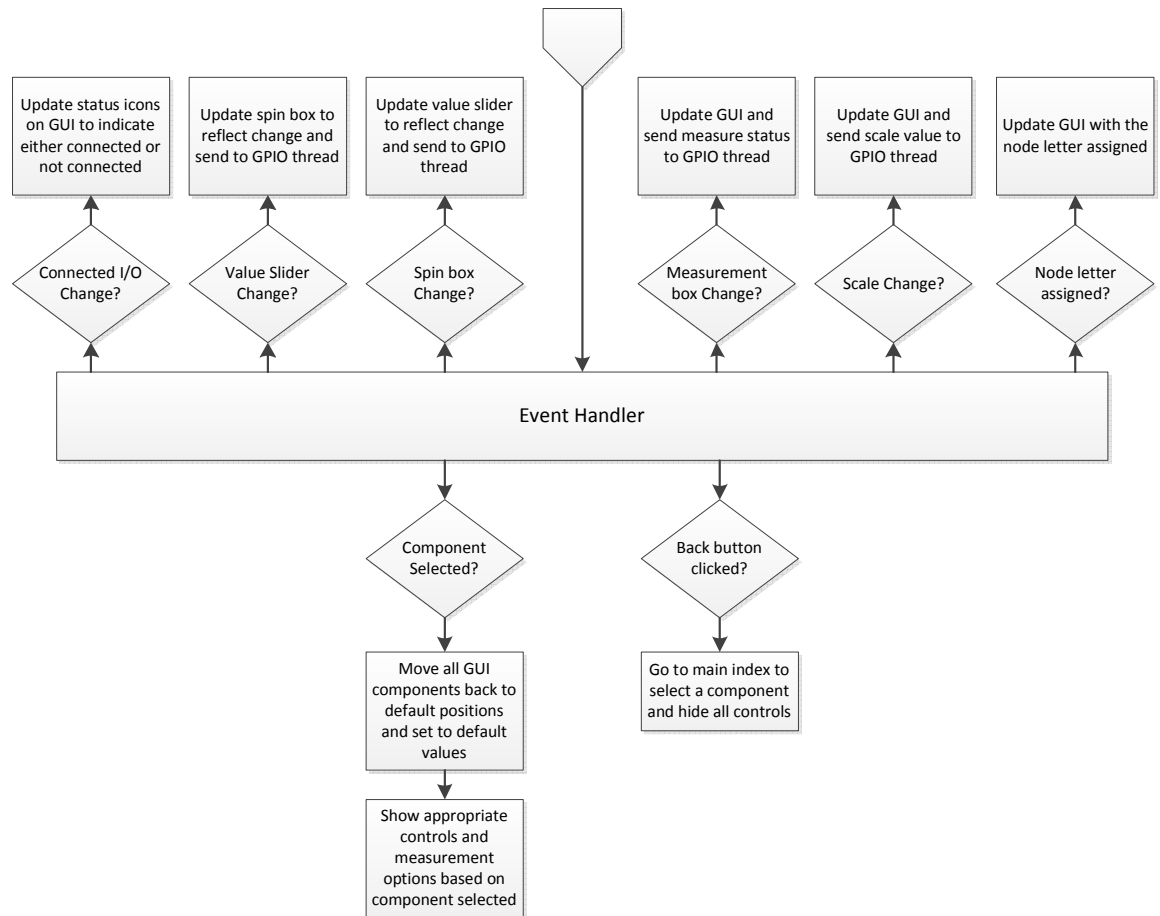 Update status icons
on GUI to indicate
either connected or
not connected
Update spin box to
reflect change and
send to GPIO thread
Update value slider
to reflect change
and send to GPIO
thread
Update GUI and
send measure status
to GPIO thread
Update GUI and
send scale value to
GPIO thread
Update GUI with the
node letter assigned
Connected I/O
Change?
Value Slider
Change?
Spin box
Change?
Measurement
box Change?
Scale Change?
Node letter
assigned?
Event Handler
Component
Selected?
Back button
clicked?
Move all GUI
components back to
default positions
and set to default
values
Go to main index to
select a component
and hide all controls
Show appropriate
controls and
measurement
options based on
component selected